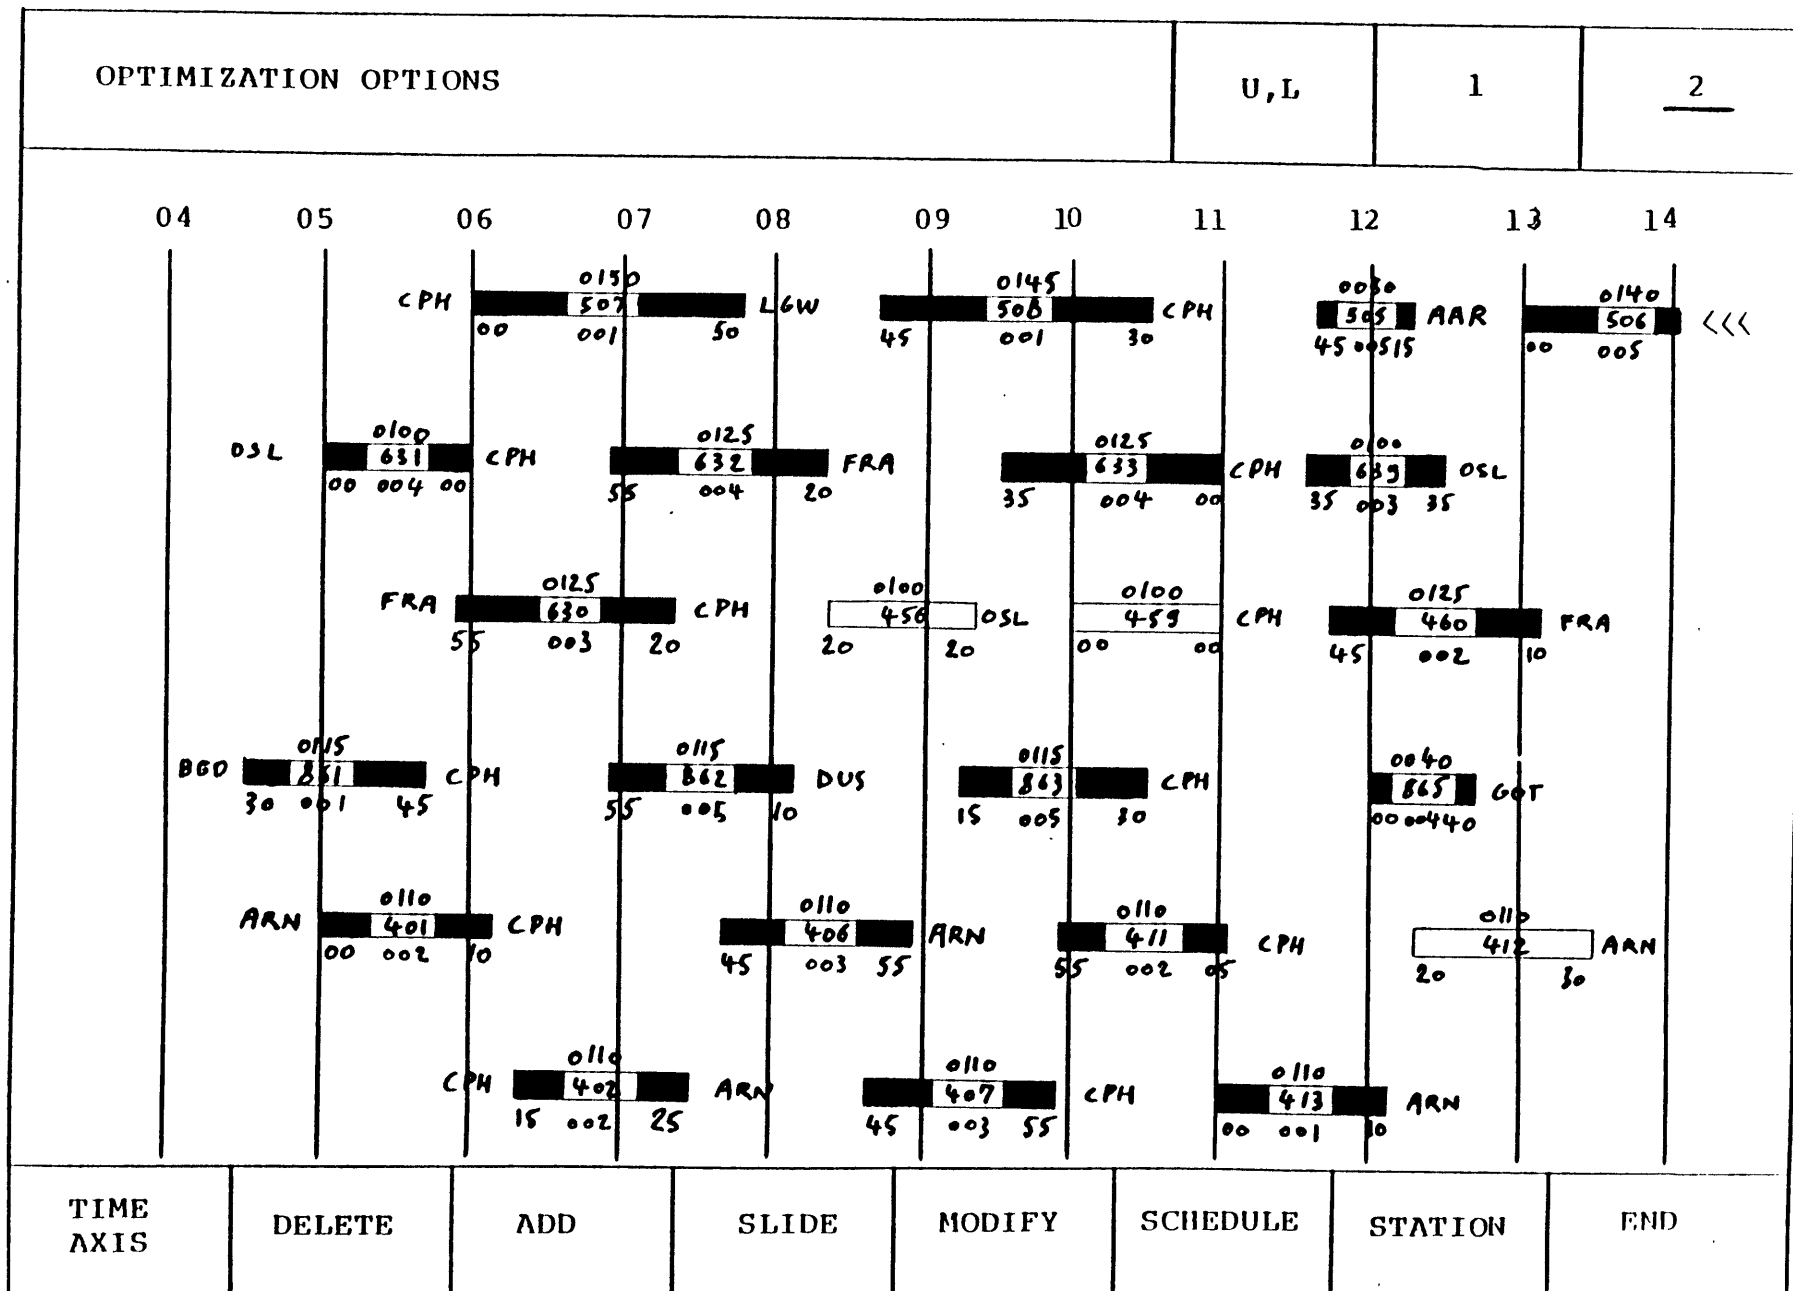 OPTIMIZATION OPTIONS U,L 1 2
04 05 06 07 08 09 10 11 12 13 14
0150 0145 0030 0140
CPH 507 LGW 508 CPH 505 AAR 506 <<<
00 001 50 45 001 30 45 005 15 00 005
0100 0125 0125 0100
OSL 631 CPH 632 FRA 633 CPH 639 OSL
00 004 00 55 004 20 35 004 00 35 003 35
0125 0100 0100 0125
FRA 630 CPH 456 OSL 459 CPH 460 FRA
55 003 20 20 20 00 00 45 002 10
0115 0115 0115 0040
BGO 861 CPH 862 DUS 863 CPH 865 GOT
30 001 45 55 005 10 15 005 30 00 004 40
0110 0110 0110 0110
ARN 401 CPH 406 ARN 411 CPH 412 ARN
00 002 10 45 003 55 55 002 05 20 30
0110 0110 0110
CPH 402 ARN 407 CPH 413 ARN
15 002 25 45 003 55 00 001 10
TIME AXIS DELETE ADD SLIDE MODIFY SCHEDULE STATION END